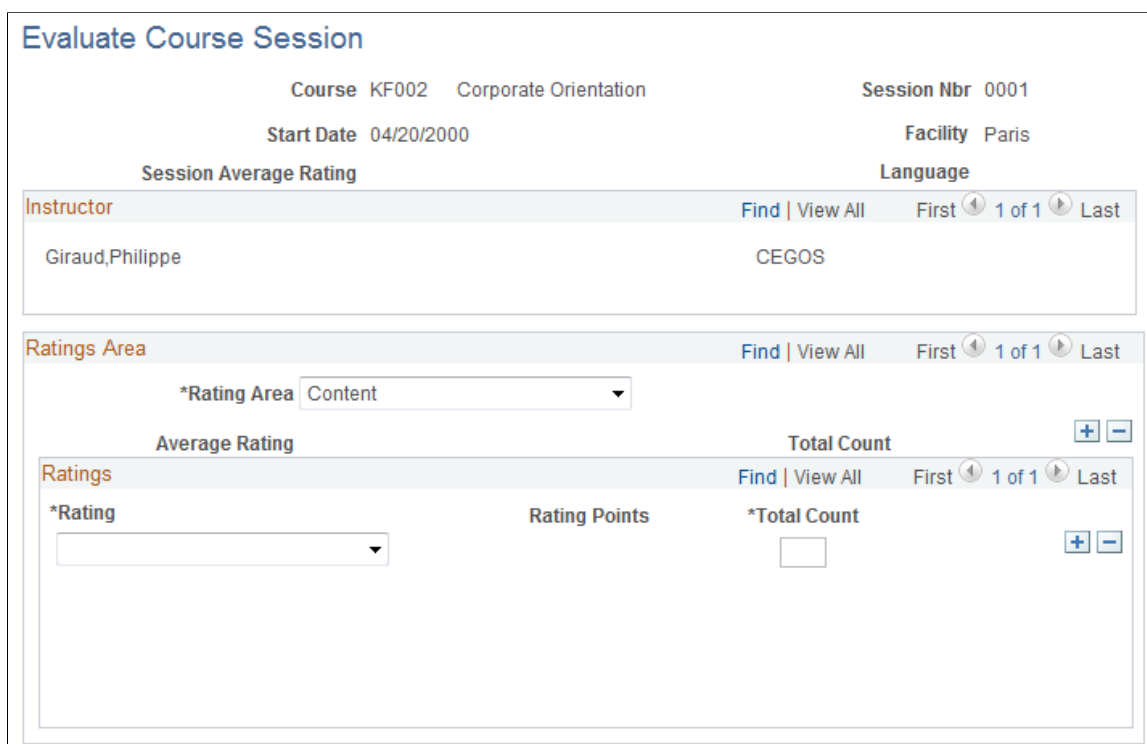 Evaluate Course Session
Course KF002 Corporate Orientation Session Nbr 0001
Start Date 04/20/2000 Facility Paris
Session Average Rating Language
Instructor Find | View All First 1 of 1 Last
Giraud,Philippe CEGOS
Ratings Area Find | View All First 1 of 1 Last
*Rating Area Content
Average Rating Total Count
Ratings Find | View All First 1 of 1 Last
*Rating Rating Points *Total Count